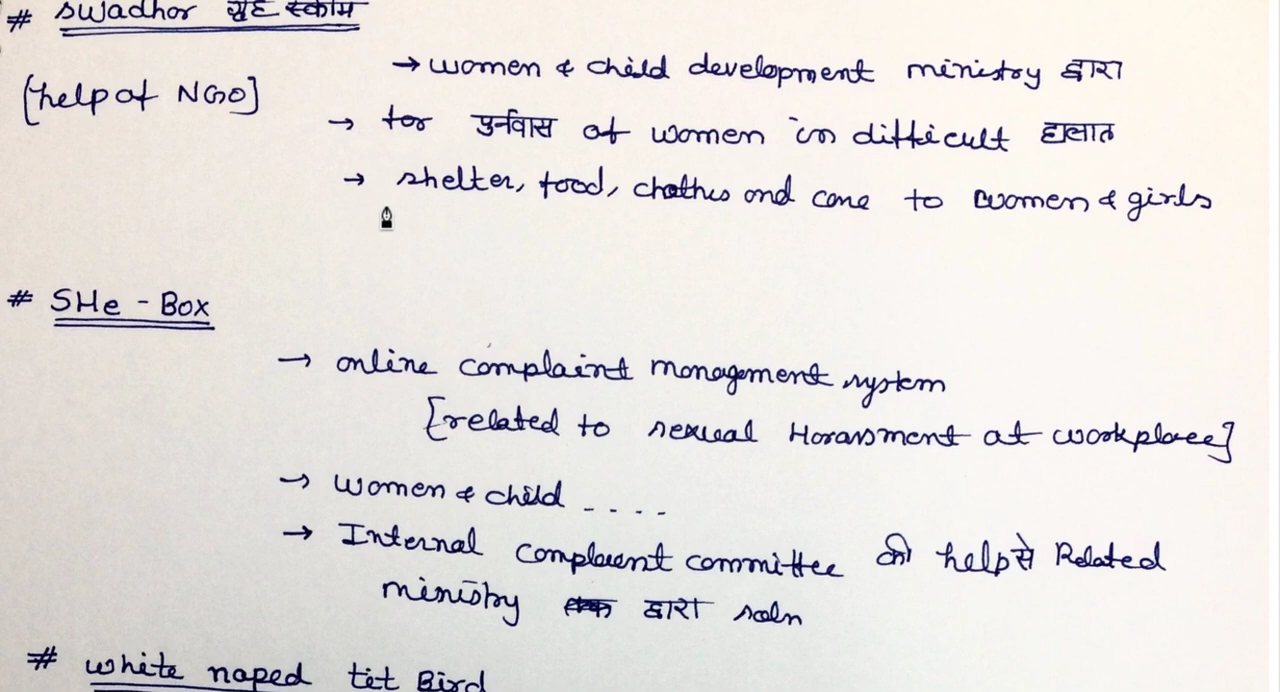 # swadhar गृह स्कीम
[help of NGO]
→ women & child development ministry द्वारा
→ for पुर्नवास of women in difficult हालात
→ shelter, food, clothes and care to women & girls
# SHe - Box
→ online complaint management system
[related to sexual Harasment at workplace]
→ women & child ....
→ Internal complaint committee की help से Related
ministry द्वारा soln
# white naped tit Bird